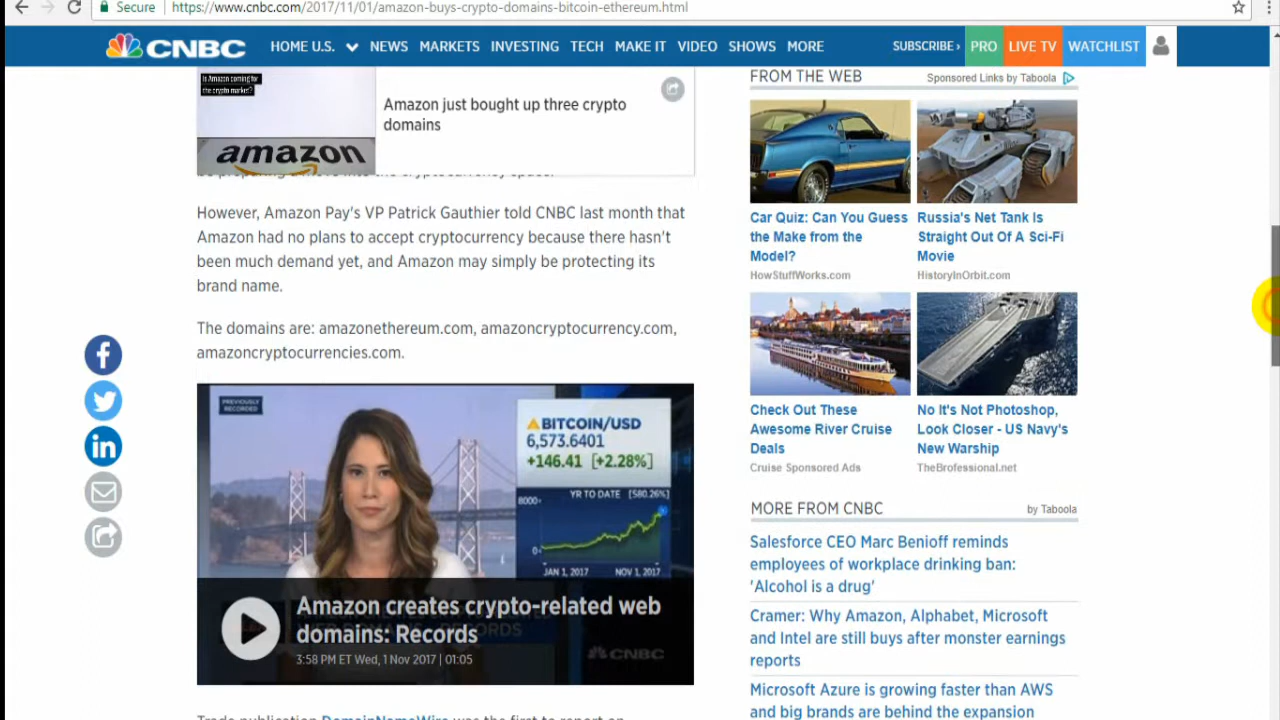 Secure
https://www.cnbc.com/2017/11/01/amazon-buys-crypto-domains-bitcoin-ethereum.html
CNBC
HOME U.S. NEWS MARKETS INVESTING TECH MAKE IT VIDEO SHOWS MORE
SUBSCRIBE › PRO LIVE TV WATCHLIST
Is Amazon coming for
the crypto market?
amazon
Amazon just bought up three crypto
domains
However, Amazon Pay's VP Patrick Gauthier told CNBC last month that
Amazon had no plans to accept cryptocurrency because there hasn't
been much demand yet, and Amazon may simply be protecting its
brand name.
The domains are: amazonethereum.com, amazoncryptocurrency.com,
amazoncryptocurrencies.com.
PREVIOUSLY
RECORDED
BITCOIN/USD
6,573.6401
+146.41 [+2.28%]
YR TO DATE [580.26%]
8000
0
JAN 1, 2017 NOV 1, 2017
Amazon creates crypto-related web
domains: Records
3:58 PM ET Wed, 1 Nov 2017 | 01:05
CNBC
Trade publication DomainNameWire was the first to report on
FROM THE WEB
Sponsored Links by Taboola
Car Quiz: Can You Guess
the Make from the
Model?
HowStuffWorks.com
Russia's Net Tank Is
Straight Out Of A Sci-Fi
Movie
HistoryInOrbit.com
Check Out These
Awesome River Cruise
Deals
Cruise Sponsored Ads
No It's Not Photoshop,
Look Closer - US Navy's
New Warship
TheBrofessional.net
MORE FROM CNBC
by Taboola
Salesforce CEO Marc Benioff reminds
employees of workplace drinking ban:
'Alcohol is a drug'
Cramer: Why Amazon, Alphabet, Microsoft
and Intel are still buys after monster earnings
reports
Microsoft Azure is growing faster than AWS
and big brands are behind the expansion